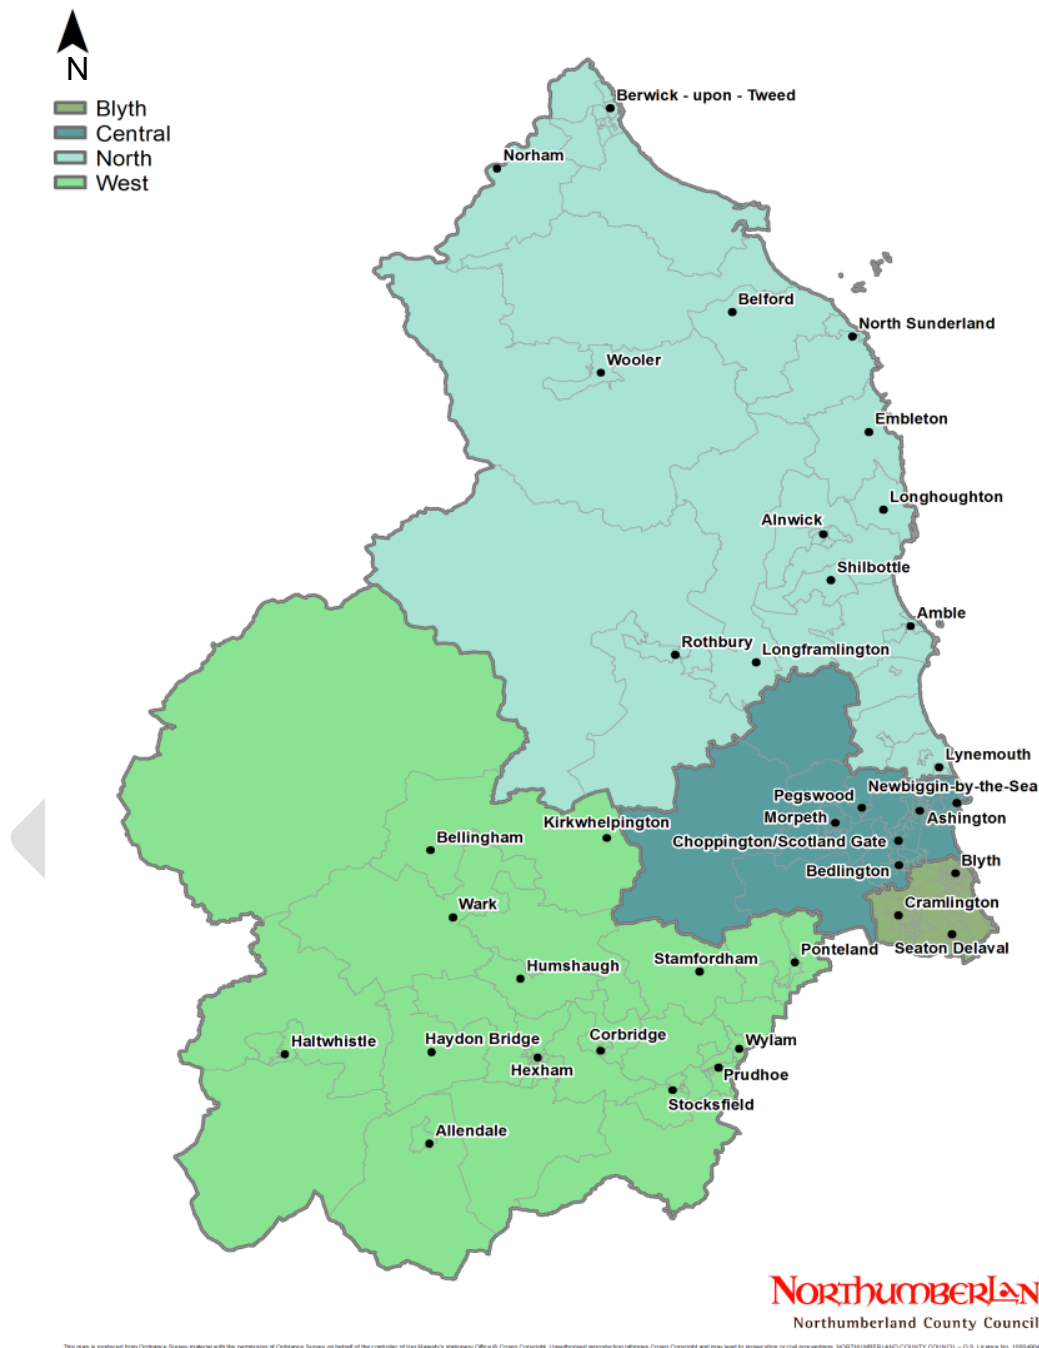 N
Blyth
Central
North
West
Berwick - upon - Tweed
Norham
Belford
North Sunderland
Wooler
Embleton
Longhoughton
Alnwick
Shilbottle
Amble
Rothbury
Longframlington
Lynemouth
Newbiggin-by-the-Sea
Pegswood
Morpeth
Ashington
Kirkwhelpington
Choppington/Scotland Gate
Bellingham
Bedlington
Blyth
Wark
Cramlington
Seaton Delaval
Ponteland
Stamfordham
Humshaugh
Haltwhistle
Haydon Bridge
Corbridge
Wylam
Hexham
Prudhoe
Stocksfield
Allendale
NORTHUMBERLAN
Northumberland County Council